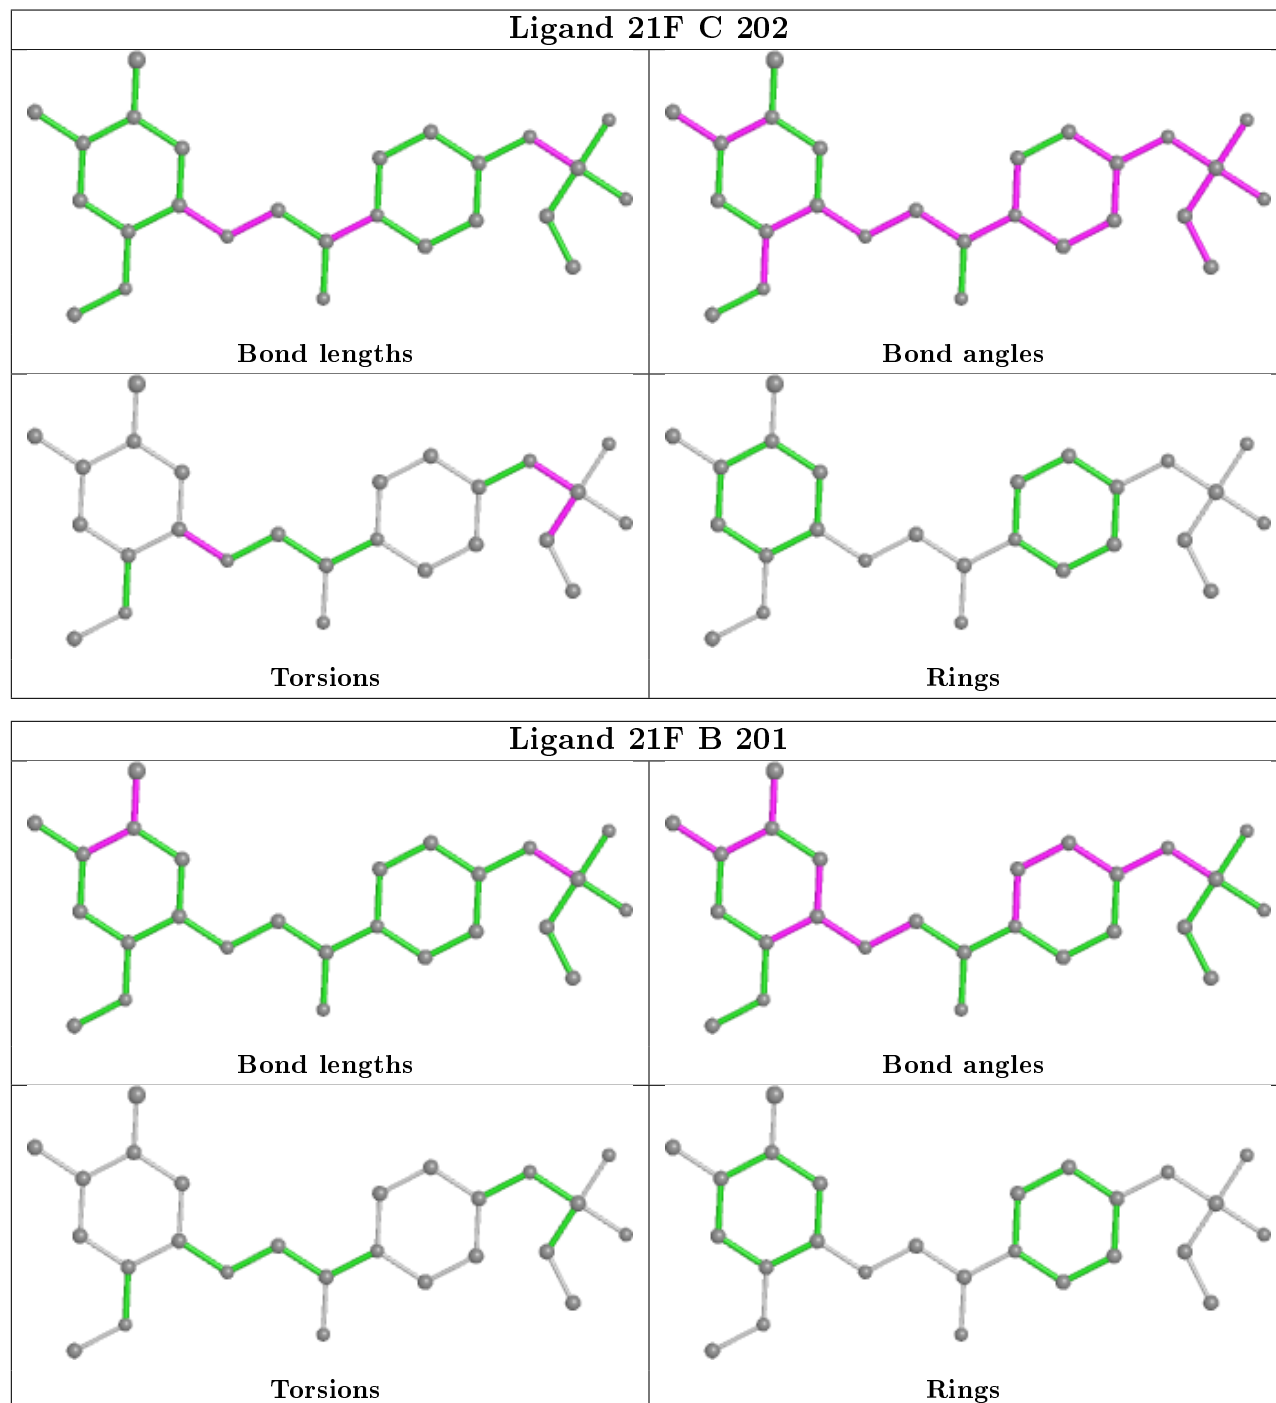 Ligand 21F C 202
Bond lengths
Bond angles
Torsions
Rings
Ligand 21F B 201
Bond lengths
Bond angles
Torsions
Rings